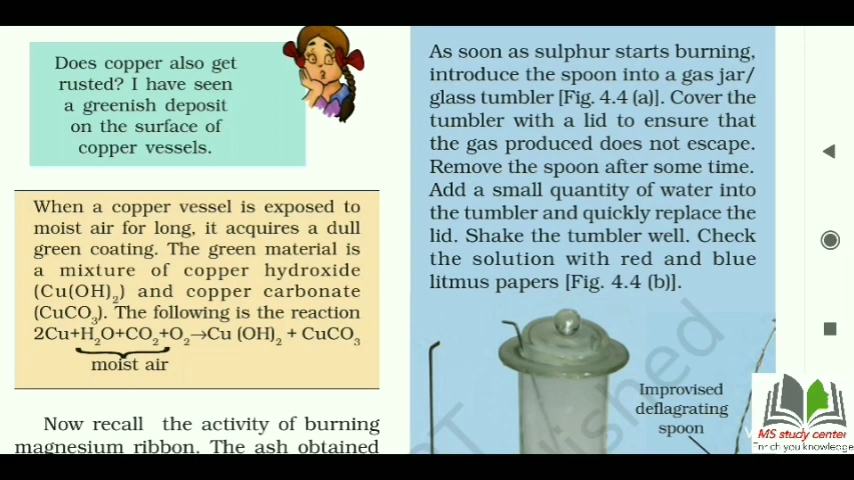 Does copper also get
rusted? I have seen
a greenish deposit
on the surface of
copper vessels.
When a copper vessel is exposed to
moist air for long, it acquires a dull
green coating. The green material is
a mixture of copper hydroxide
(Cu(OH)₂) and copper carbonate
(CuCO₃). The following is the reaction
2Cu+H₂O+CO₂+O₂→Cu (OH)₂ + CuCO₃
moist air
Now recall the activity of burning
magnesium ribbon. The ash obtained
As soon as sulphur starts burning,
introduce the spoon into a gas jar/
glass tumbler [Fig. 4.4 (a)]. Cover the
tumbler with a lid to ensure that
the gas produced does not escape.
Remove the spoon after some time.
Add a small quantity of water into
the tumbler and quickly replace the
lid. Shake the tumbler well. Check
the solution with red and blue
litmus papers [Fig. 4.4 (b)].
Improvised
deflagrating
spoon
MS study center
Enrich you knowledge